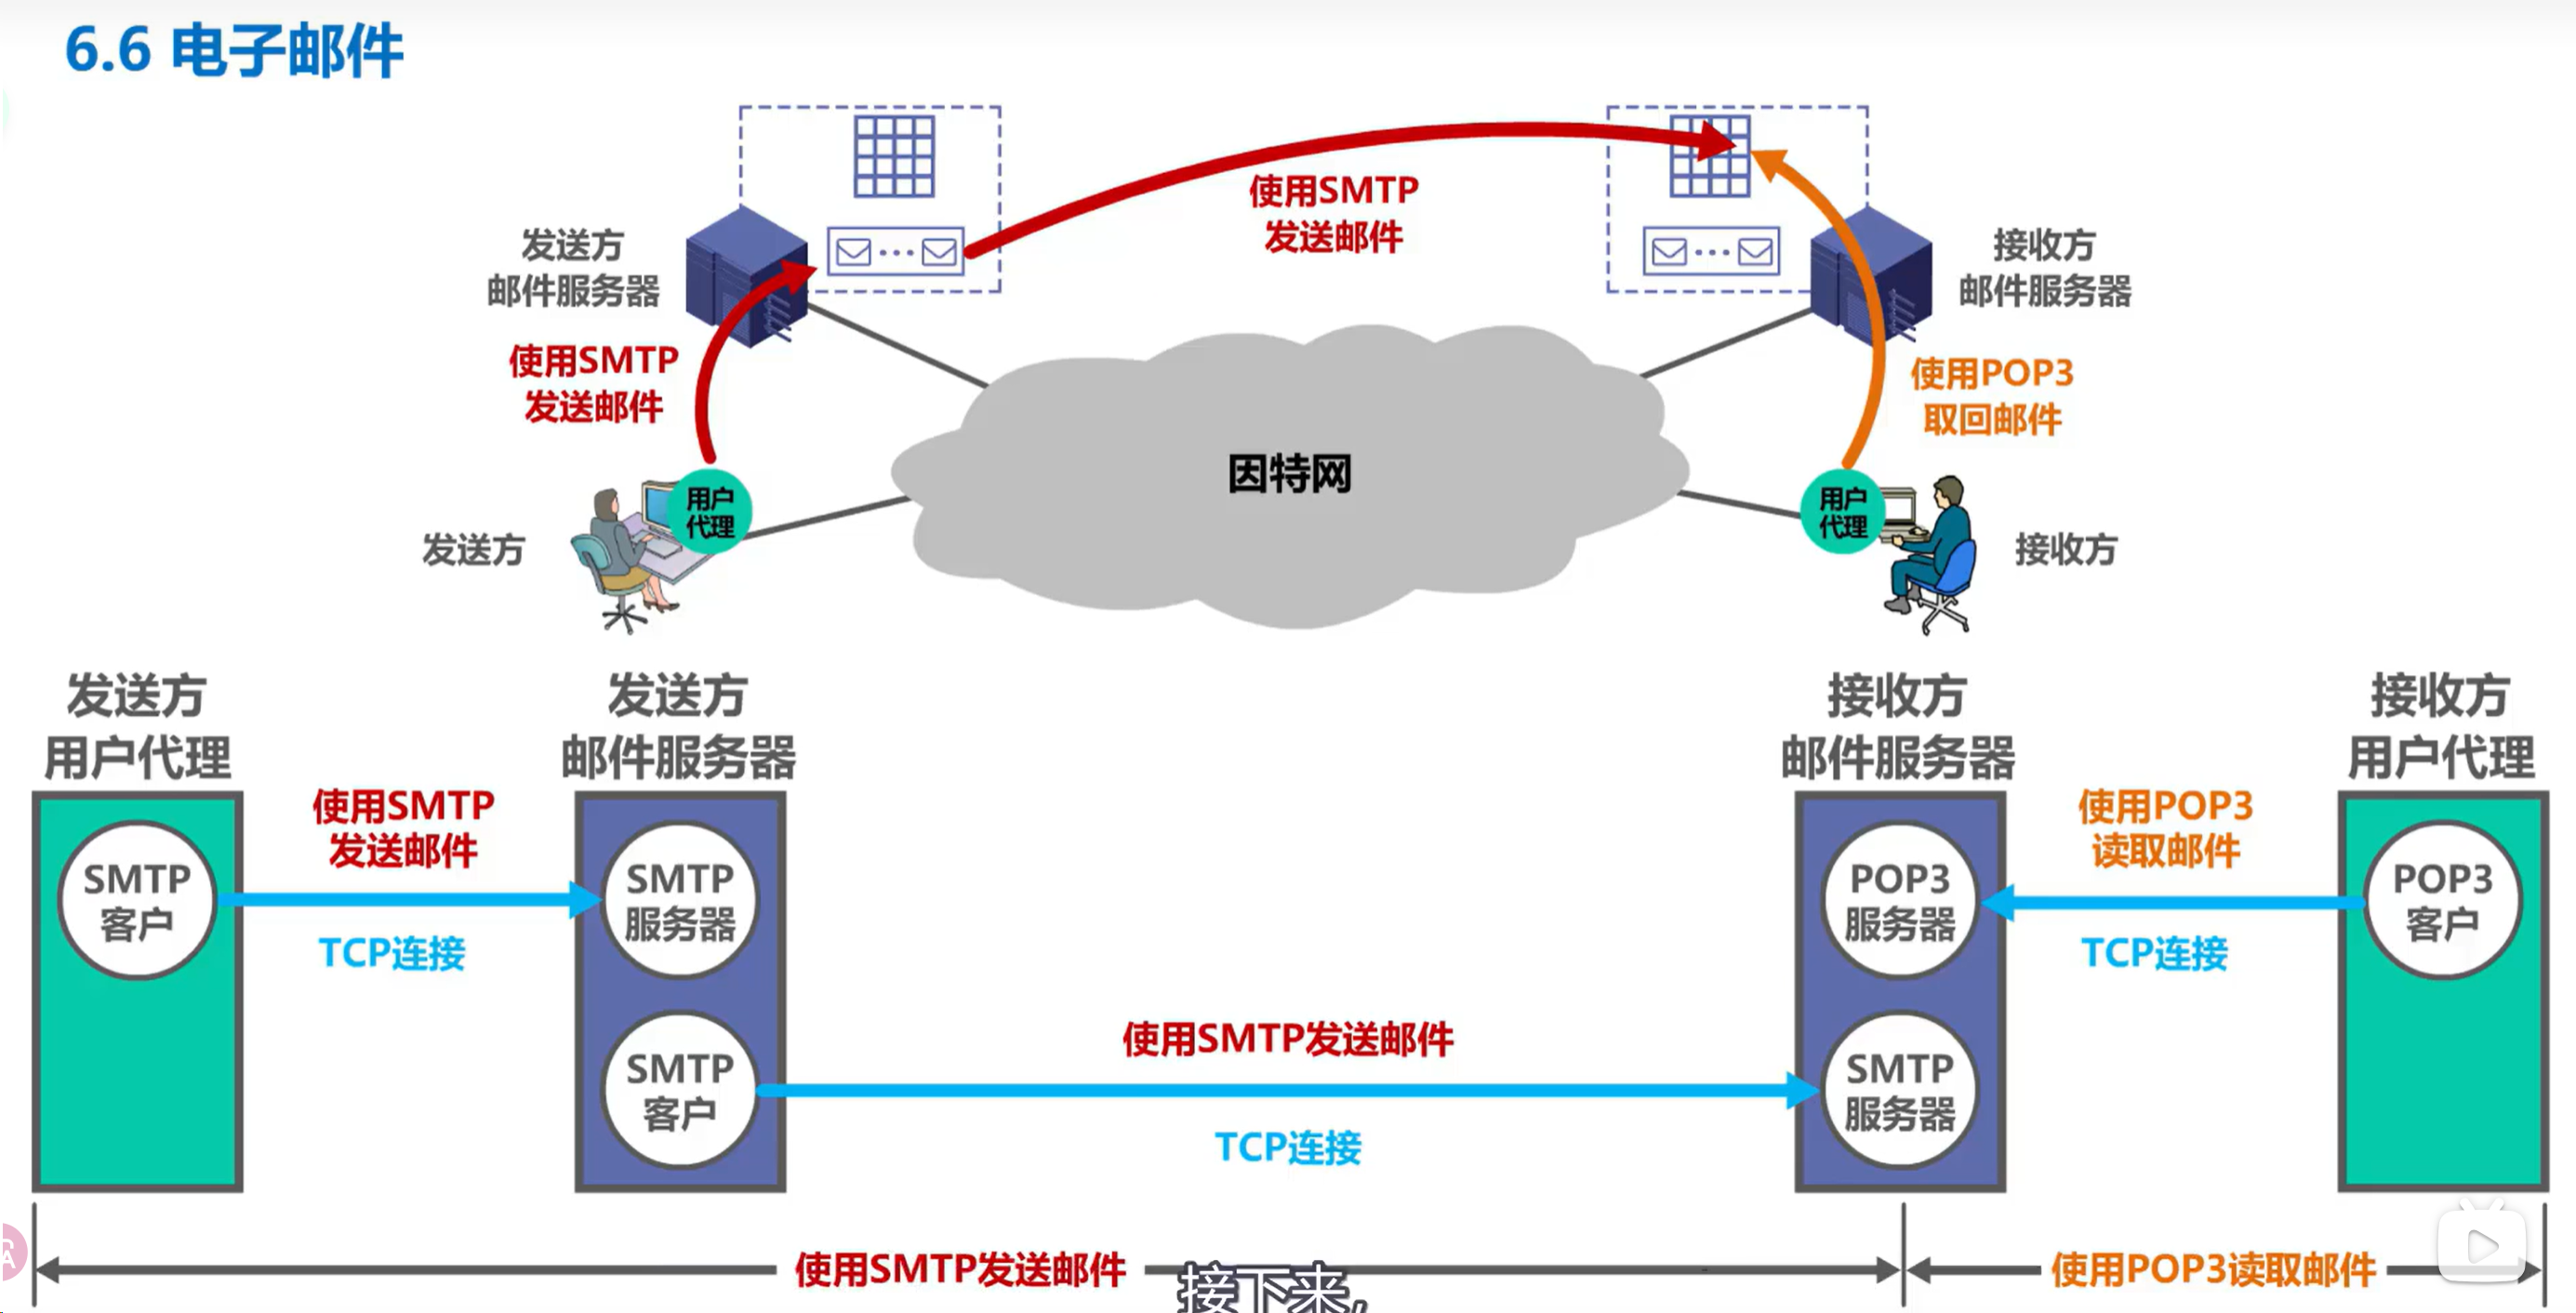 6.6 电子邮件
使用SMTP
发送邮件
发送方
邮件服务器
接收方
邮件服务器
使用SMTP
发送邮件
使用POP3
取回邮件
因特网
用户
代理
用户
代理
发送方
接收方
发送方
用户代理
发送方
邮件服务器
接收方
邮件服务器
接收方
用户代理
使用SMTP
发送邮件
使用POP3
读取邮件
SMTP
客户
SMTP
服务器
POP3
服务器
POP3
客户
TCP连接
TCP连接
使用SMTP发送邮件
SMTP
客户
SMTP
服务器
TCP连接
使用SMTP发送邮件
使用POP3读取邮件
接下来,